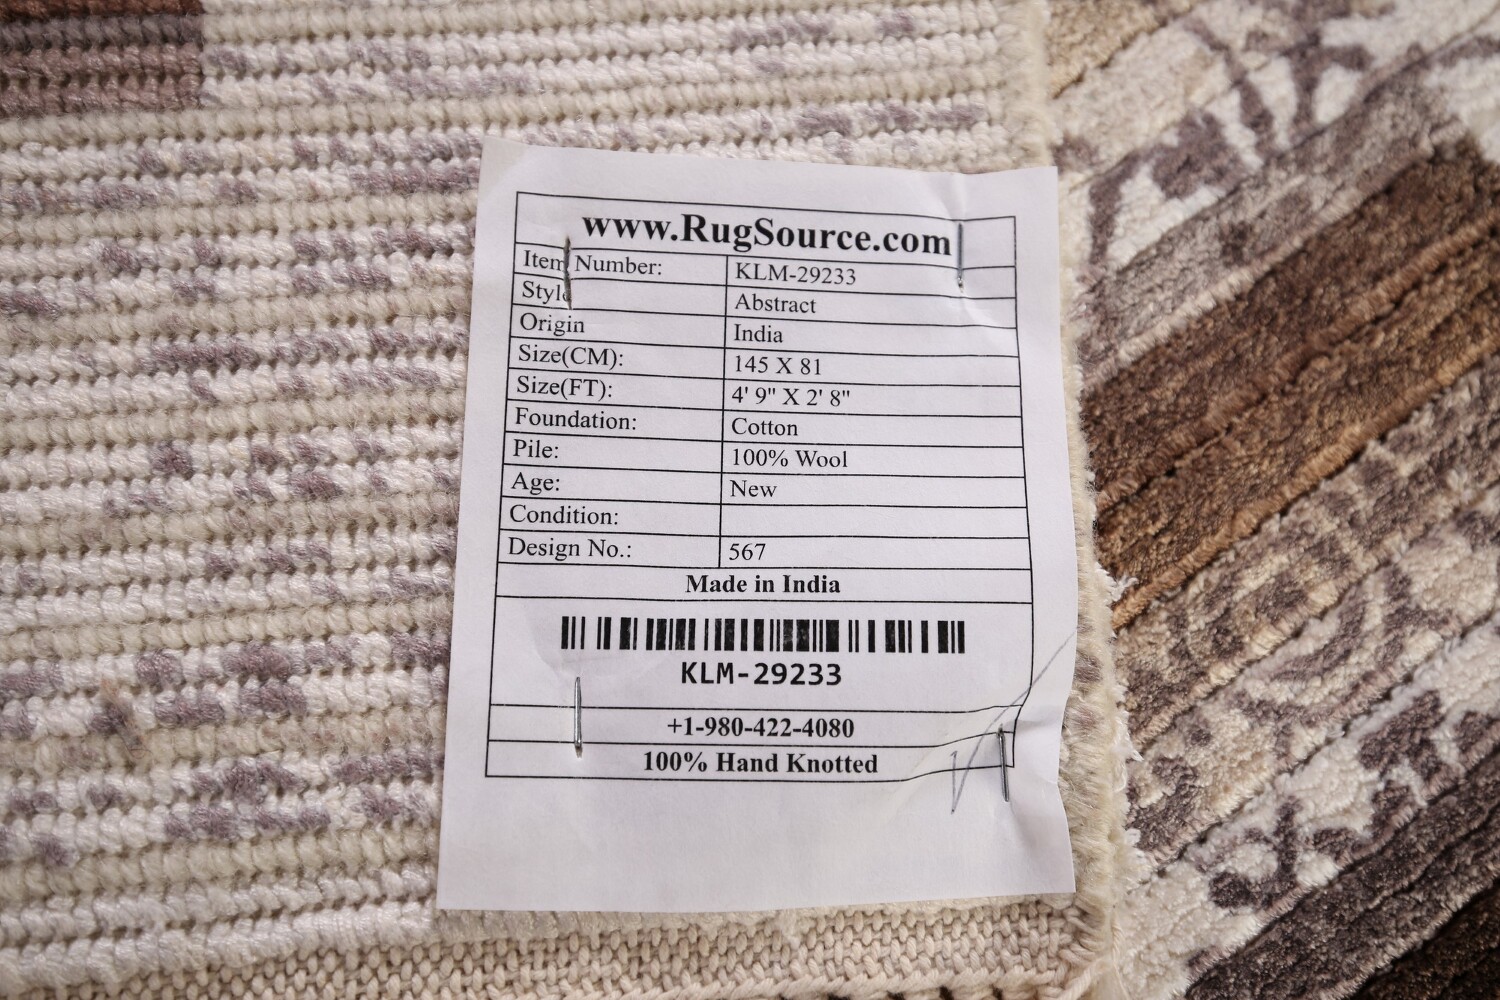 www.RugSource.com
Item Number: KLM-29233
Style Abstract
Origin India
Size(CM): 145 X 81
Size(FT): 4' 9" X 2' 8"
Foundation: Cotton
Pile: 100% Wool
Age: New
Condition:
Design No.: 567
Made in India
KLM-29233
+1-980-422-4080
100% Hand Knotted